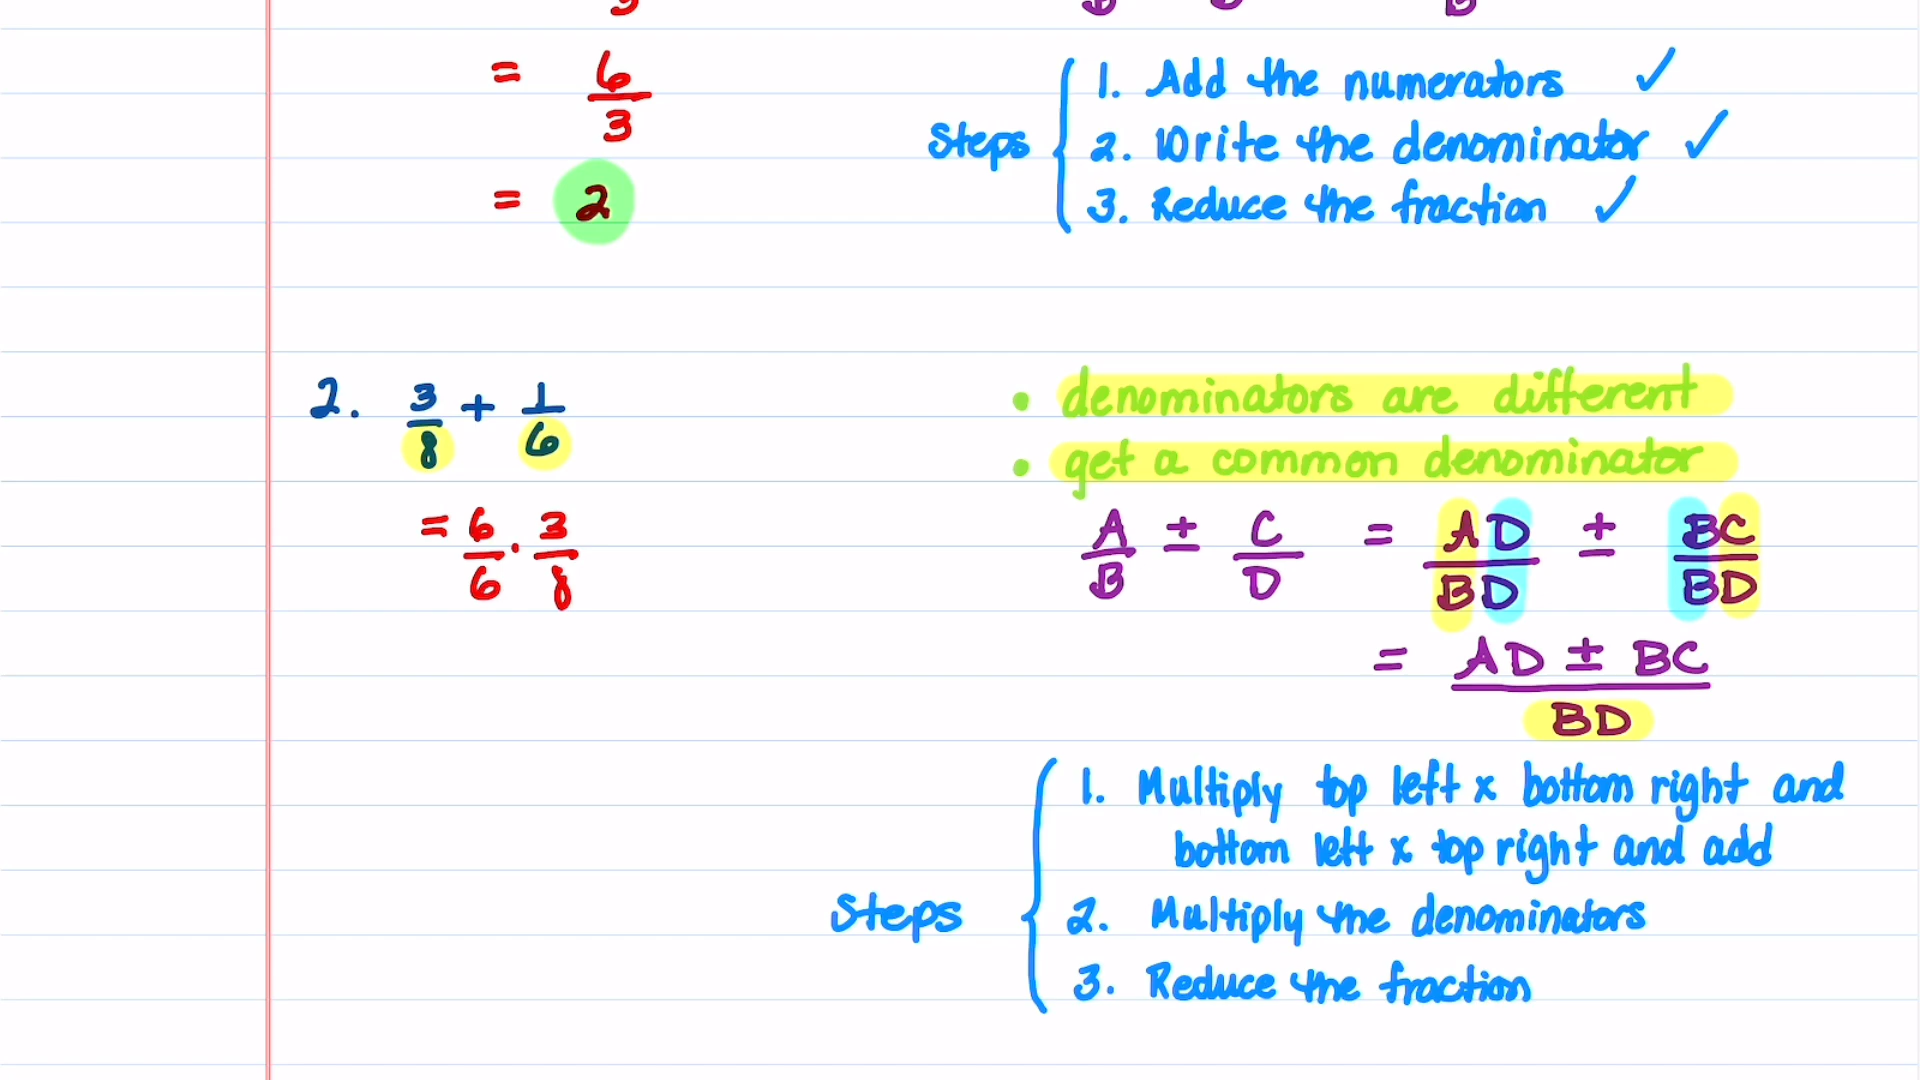 = 6/3
= 2
Steps
1. Add the numerators ✓
2. Write the denominator ✓
3. Reduce the fraction ✓
2. 3/8 + 1/6
= 6/6 · 3/8
• denominators are different
• get a common denominator
A/B ± C/D = AD/BD ± BC/BD
= AD ± BC / BD
Steps
1. Multiply top left x bottom right and
bottom left x top right and add
2. Multiply the denominators
3. Reduce the fraction